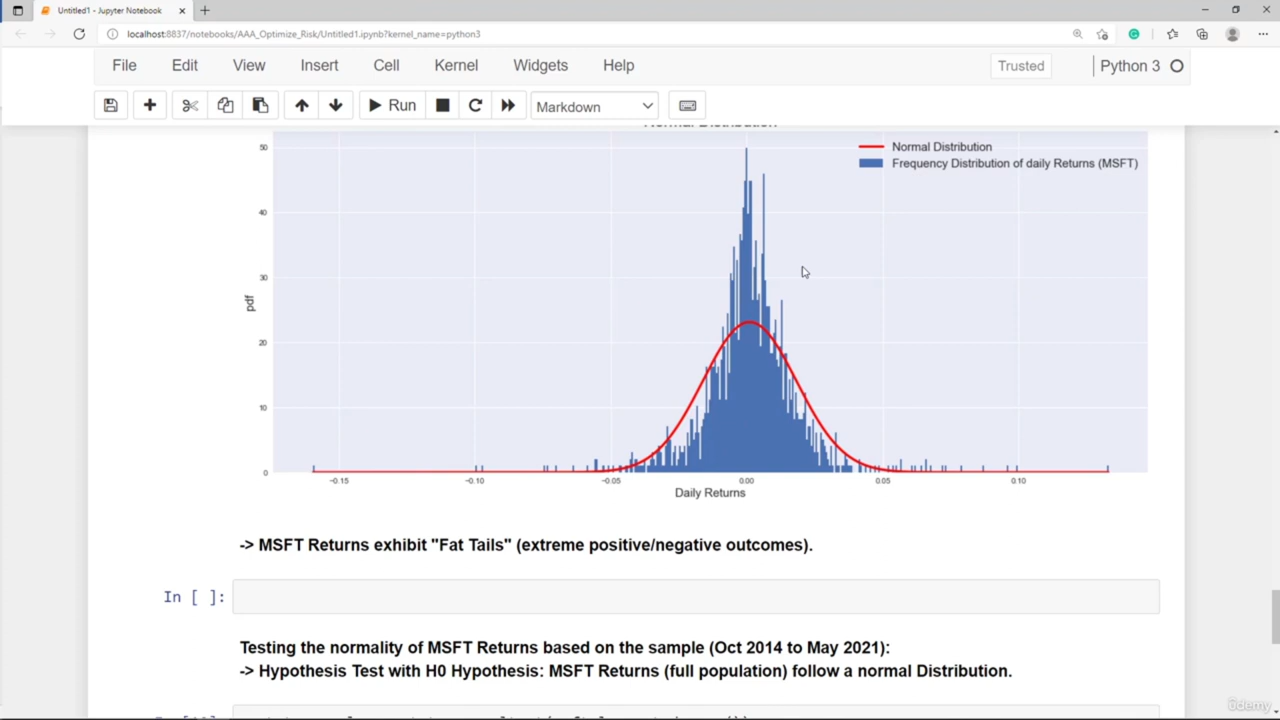 Untitled1 - Jupyter Notebook
localhost:8837/notebooks/AAA_Optimize_Risk/Untitled1.ipynb?kernel_name=python3
File Edit View Insert Cell Kernel Widgets Help Trusted Python 3
Run Markdown
Normal Distribution
Frequency Distribution of daily Returns (MSFT)
50
40
30
20
10
0
pdf
−0.15 −0.10 −0.05 0.00 0.05 0.10
Daily Returns
-> MSFT Returns exhibit "Fat Tails" (extreme positive/negative outcomes).
In [ ]:
Testing the normality of MSFT Returns based on the sample (Oct 2014 to May 2021):
-> Hypothesis Test with H0 Hypothesis: MSFT Returns (full population) follow a normal Distribution.
ûdemy